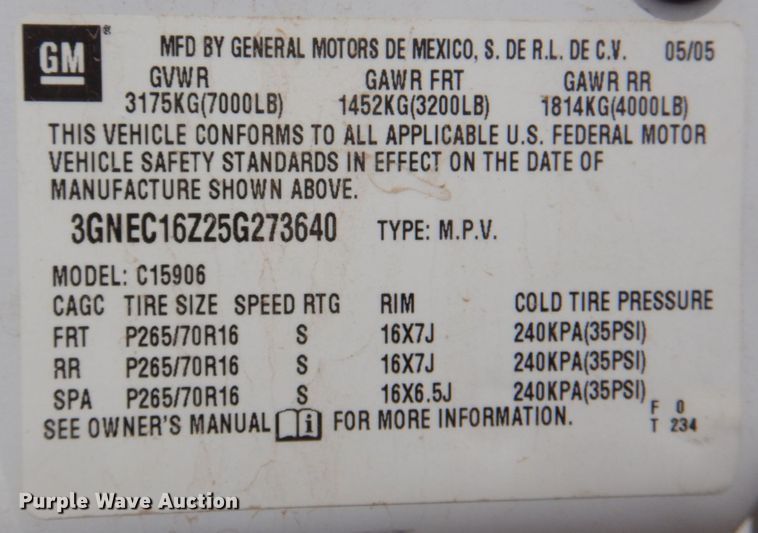 GM ®
MFD BY GENERAL MOTORS DE MEXICO, S. DE R.L. DE C.V. 05/05
GVWR GAWR FRT GAWR RR
3175KG(7000LB) 1452KG(3200LB) 1814KG(4000LB)
THIS VEHICLE CONFORMS TO ALL APPLICABLE U.S. FEDERAL MOTOR
VEHICLE SAFETY STANDARDS IN EFFECT ON THE DATE OF
MANUFACTURE SHOWN ABOVE.
3GNEC16Z25G273640 TYPE: M.P.V.
MODEL: C15906
CAGC TIRE SIZE SPEED RTG RIM COLD TIRE PRESSURE
FRT P265/70R16 S 16X7J 240KPA(35PSI)
RR P265/70R16 S 16X7J 240KPA(35PSI)
SPA P265/70R16 S 16X6.5J 240KPA(35PSI)
SEE OWNER'S MANUAL i FOR MORE INFORMATION.
F 0
T 234
Purple Wave Auction